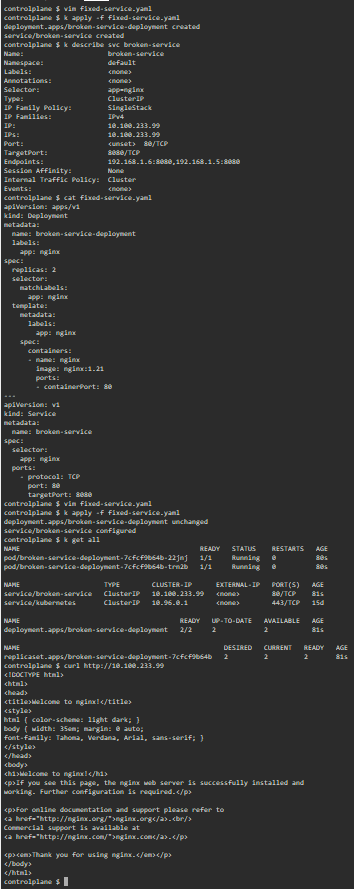 controlplane $ vim fixed-service.yaml
controlplane $ k apply -f fixed-service.yaml
deployment.apps/broken-service-deployment created
service/broken-service created
controlplane $ k describe svc broken-service
Name:                     broken-service
Namespace:                default
Labels:                   <none>
Annotations:              <none>
Selector:                 app=nginx
Type:                     ClusterIP
IP Family Policy:         SingleStack
IP Families:              IPv4
IP:                       10.100.233.99
IPs:                      10.100.233.99
Port:                     <unset>  80/TCP
TargetPort:               8080/TCP
Endpoints:                192.168.1.6:8080,192.168.1.5:8080
Session Affinity:         None
Internal Traffic Policy:  Cluster
Events:                   <none>
controlplane $ cat fixed-service.yaml
apiVersion: apps/v1
kind: Deployment
metadata:
  name: broken-service-deployment
  labels:
    app: nginx
spec:
  replicas: 2
  selector:
    matchLabels:
      app: nginx
  template:
    metadata:
      labels:
        app: nginx
    spec:
      containers:
      - name: nginx
        image: nginx:1.21
        ports:
        - containerPort: 80
---
apiVersion: v1
kind: Service
metadata:
  name: broken-service
spec:
  selector:
    app: nginx
  ports:
    - protocol: TCP
      port: 80
      targetPort: 8080
controlplane $ vim fixed-service.yaml
controlplane $ k apply -f fixed-service.yaml
deployment.apps/broken-service-deployment unchanged
service/broken-service configured
controlplane $ k get all
NAME                                             READY   STATUS    RESTARTS   AGE
pod/broken-service-deployment-7cfcf9b64b-22jnj   1/1     Running   0          80s
pod/broken-service-deployment-7cfcf9b64b-trn2b   1/1     Running   0          80s

NAME                     TYPE        CLUSTER-IP      EXTERNAL-IP   PORT(S)   AGE
service/broken-service   ClusterIP   10.100.233.99   <none>        80/TCP    81s
service/kubernetes       ClusterIP   10.96.0.1       <none>        443/TCP   15d

NAME                                        READY   UP-TO-DATE   AVAILABLE   AGE
deployment.apps/broken-service-deployment   2/2     2            2           81s

NAME                                                   DESIRED   CURRENT   READY   AGE
replicaset.apps/broken-service-deployment-7cfcf9b64b   2         2         2       81s
controlplane $ curl http://10.100.233.99
<!DOCTYPE html>
<html>
<head>
<title>Welcome to nginx!</title>
<style>
html { color-scheme: light dark; }
body { width: 35em; margin: 0 auto;
font-family: Tahoma, Verdana, Arial, sans-serif; }
</style>
</head>
<body>
<h1>Welcome to nginx!</h1>
<p>If you see this page, the nginx web server is successfully installed and
working. Further configuration is required.</p>

<p>For online documentation and support please refer to
<a href="http://nginx.org/">nginx.org</a>.<br/>
Commercial support is available at
<a href="http://nginx.com/">nginx.com</a>.</p>

<p><em>Thank you for using nginx.</em></p>
</body>
</html>
controlplane $